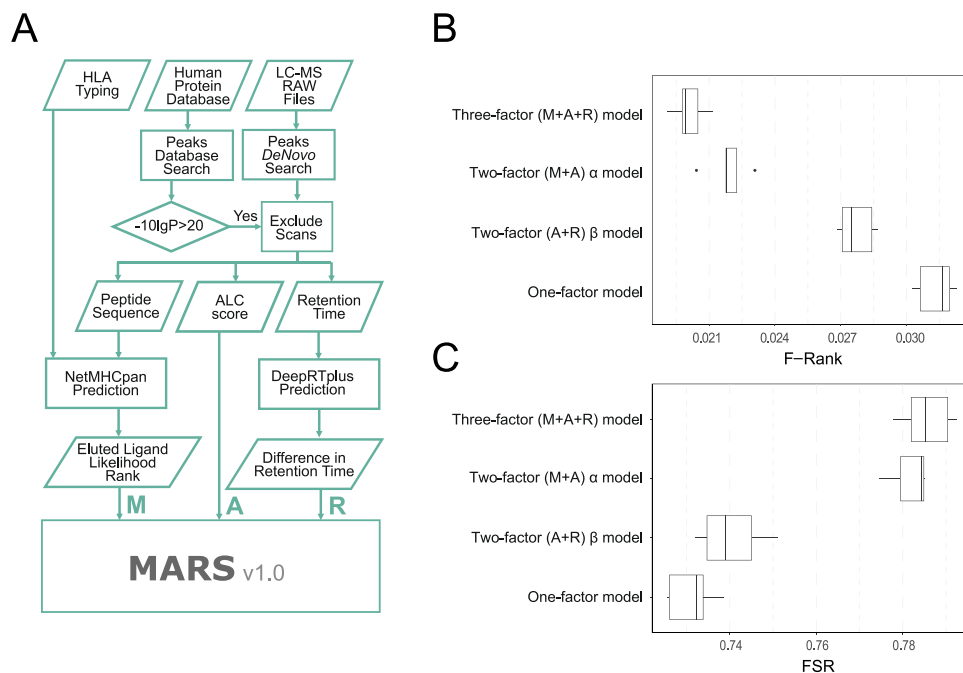 A
HLA
Typing
Human
Protein
Database
LC-MS
RAW
Files
Peaks
Database
Search
Peaks
DeNovo
Search
-10lgP>20
Yes
Exclude
Scans
Peptide
Sequence
ALC
score
Retention
Time
NetMHCpan
Prediction
DeepRTplus
Prediction
Eluted Ligand
Likelihood
Rank
Difference in
Retention Time
M
A
R
MARS v1.0
B
Three-factor (M+A+R) model
Two-factor (M+A) α model
Two-factor (A+R) β model
One-factor model
0.021
0.024
0.027
0.030
F–Rank
C
Three-factor (M+A+R) model
Two-factor (M+A) α model
Two-factor (A+R) β model
One-factor model
0.74
0.76
0.78
FSR